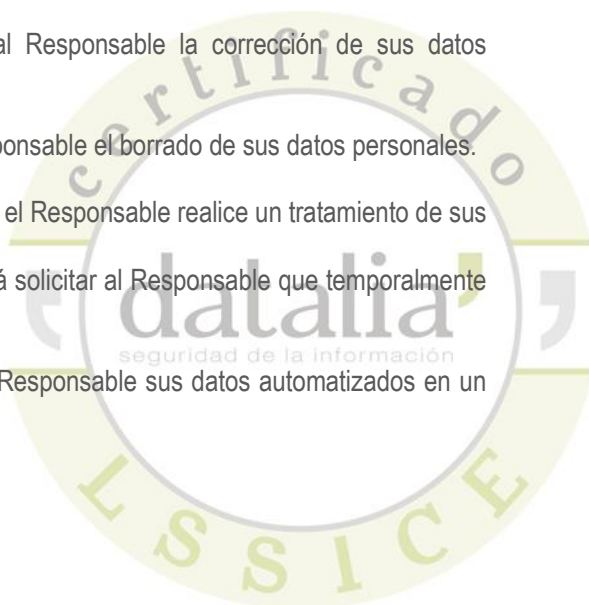 al Responsable la corrección de sus datos
certificado
ponsable el borrado de sus datos personales.
el Responsable realice un tratamiento de sus
á solicitar al Responsable que temporalmente
datalia
seguridad de la información
Responsable sus datos automatizados en un
LSSICE